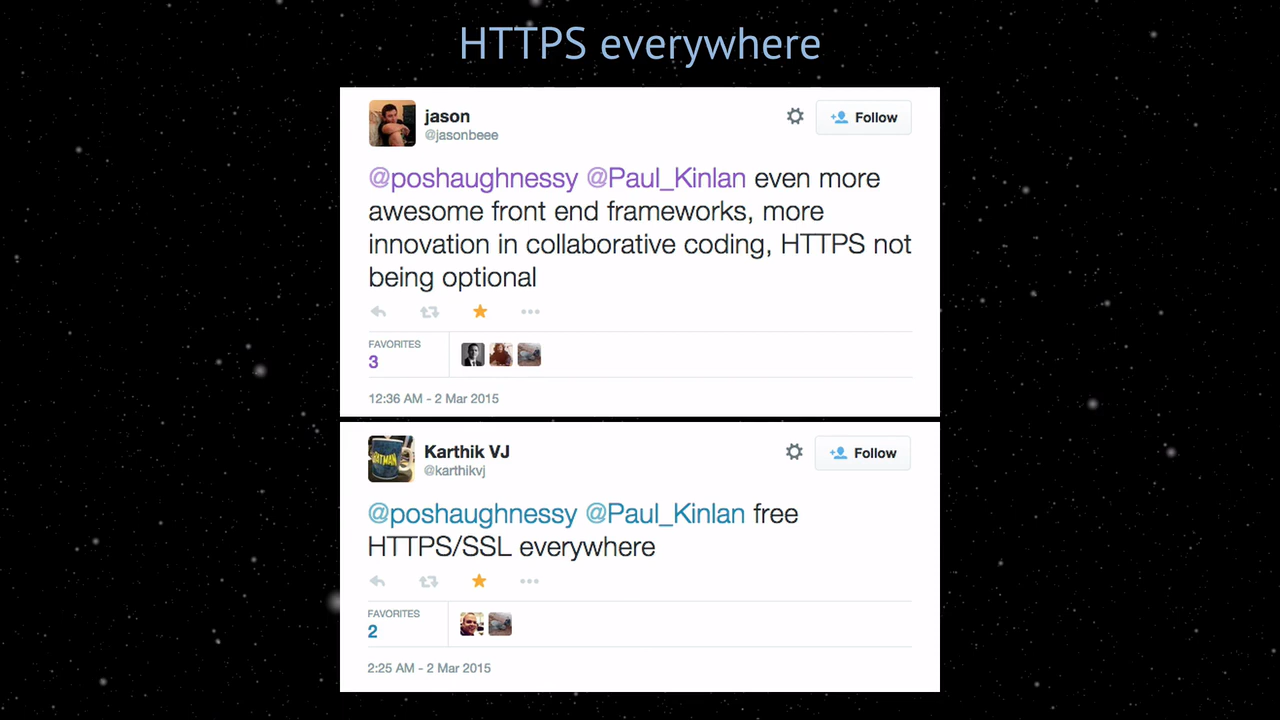 HTTPS everywhere
jason
@jasonbeee
Follow
@poshaughnessy @Paul_Kinlan even more
awesome front end frameworks, more
innovation in collaborative coding, HTTPS not
being optional
FAVORITES
3
12:36 AM - 2 Mar 2015
BATMAN
Karthik VJ
@karthikvj
Follow
@poshaughnessy @Paul_Kinlan free
HTTPS/SSL everywhere
FAVORITES
2
2:25 AM - 2 Mar 2015